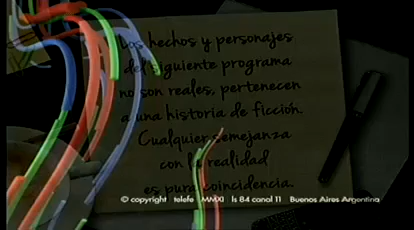 Los hechos y personajes
del siguiente programa
no son reales, pertenecen
a una historia de ficción.
Cualquier semejanza
con la realidad
es pura coincidencia.
© copyright telefe MMXI ls 84 canal 11 Buenos Aires Argentina